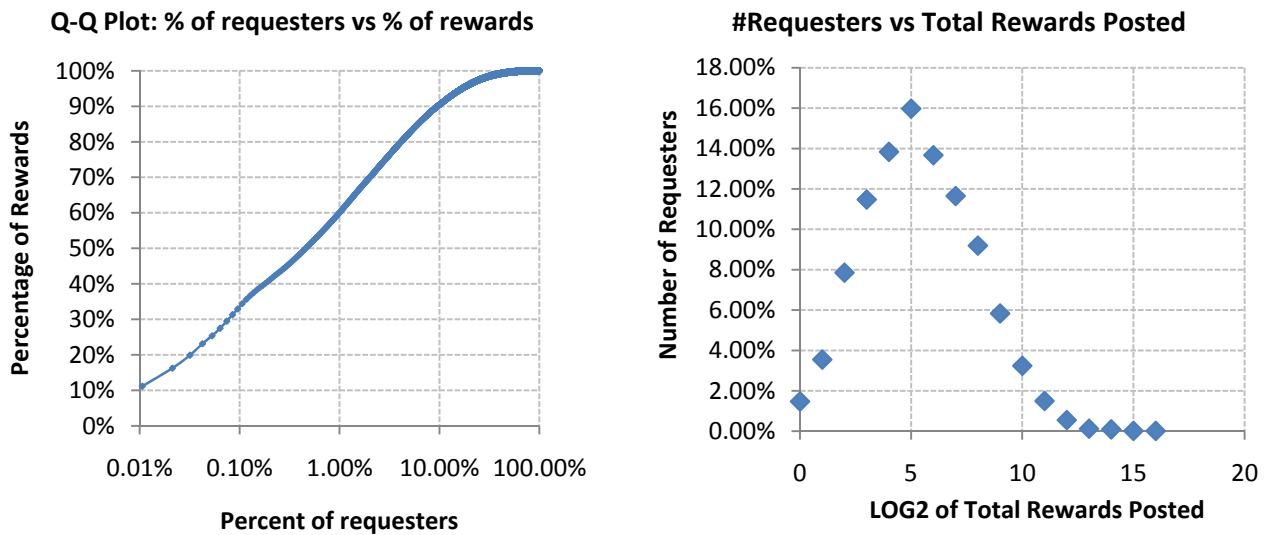 Q-Q Plot: % of requesters vs % of rewards
100%
90%
80%
70%
60%
50%
40%
30%
20%
10%
0%
Percentage of Rewards
0.01% 0.10% 1.00% 10.00% 100.00%
Percent of requesters
#Requesters vs Total Rewards Posted
18.00%
16.00%
14.00%
12.00%
10.00%
8.00%
6.00%
4.00%
2.00%
0.00%
Number of Requesters
0 5 10 15 20
LOG2 of Total Rewards Posted